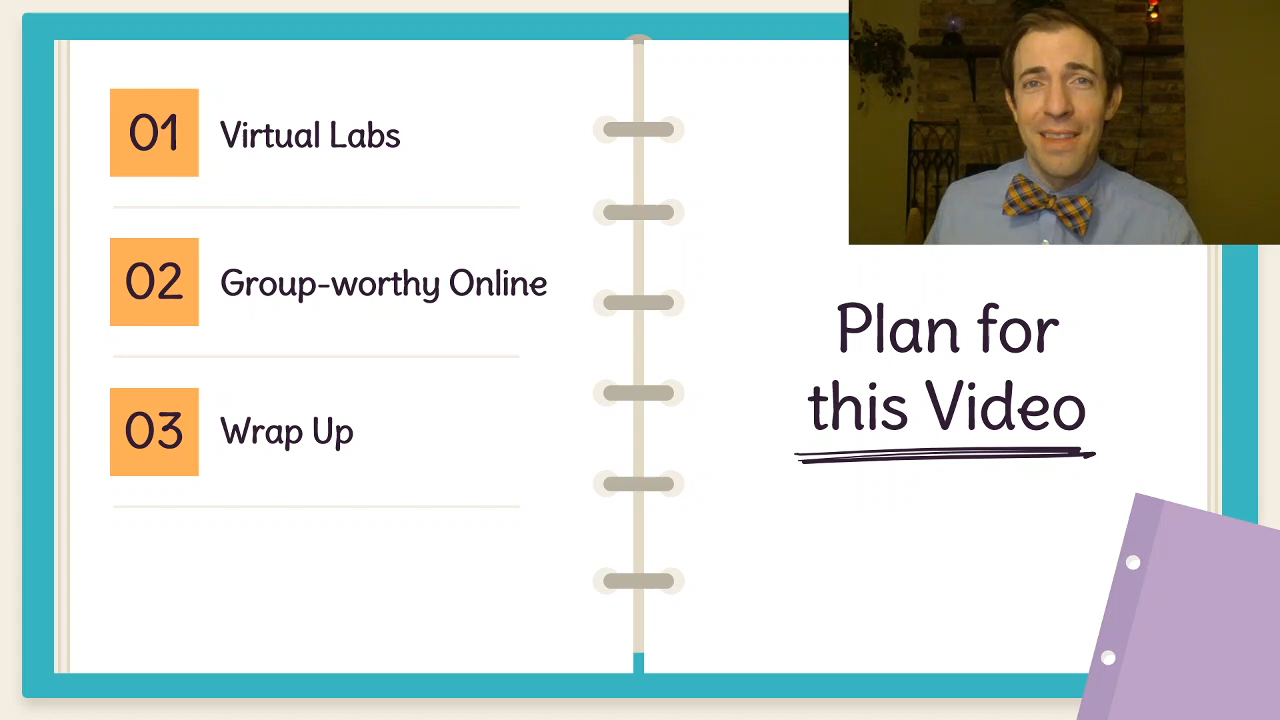 01 Virtual Labs
02 Group-worthy Online
03 Wrap Up
Plan for
this Video